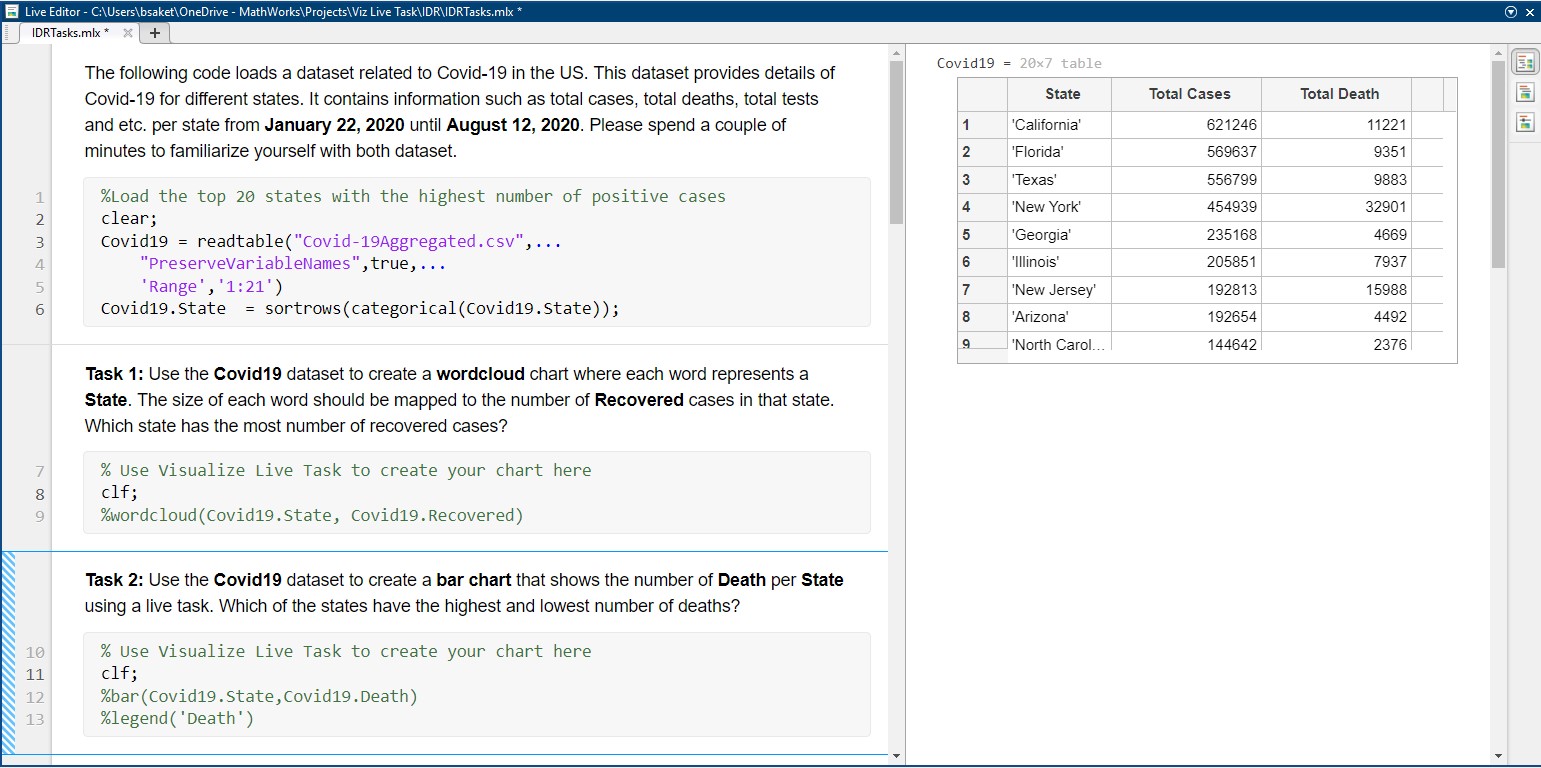 Live Editor - C:\Users\bsaket\OneDrive - MathWorks\Projects\Viz Live Task\IDR\IDRTasks.mlx *
IDRTasks.mlx *
The following code loads a dataset related to Covid-19 in the US. This dataset provides details of
Covid-19 for different states. It contains information such as total cases, total deaths, total tests
and etc. per state from January 22, 2020 until August 12, 2020. Please spend a couple of
minutes to familiarize yourself with both dataset.
1 %Load the top 20 states with the highest number of positive cases
2 clear;
3 Covid19 = readtable("Covid-19Aggregated.csv",...
4 "PreserveVariableNames",true,...
5 'Range','1:21')
6 Covid19.State  = sortrows(categorical(Covid19.State));
Task 1: Use the Covid19 dataset to create a wordcloud chart where each word represents a
State. The size of each word should be mapped to the number of Recovered cases in that state.
Which state has the most number of recovered cases?
7 % Use Visualize Live Task to create your chart here
8 clf;
9 %wordcloud(Covid19.State, Covid19.Recovered)
Task 2: Use the Covid19 dataset to create a bar chart that shows the number of Death per State
using a live task. Which of the states have the highest and lowest number of deaths?
10 % Use Visualize Live Task to create your chart here
11 clf;
12 %bar(Covid19.State,Covid19.Death)
13 %legend('Death')
Covid19 = 20×7 table
State Total Cases Total Death
1 'California' 621246 11221
2 'Florida' 569637 9351
3 'Texas' 556799 9883
4 'New York' 454939 32901
5 'Georgia' 235168 4669
6 'Illinois' 205851 7937
7 'New Jersey' 192813 15988
8 'Arizona' 192654 4492
9 'North Carol... 144642 2376